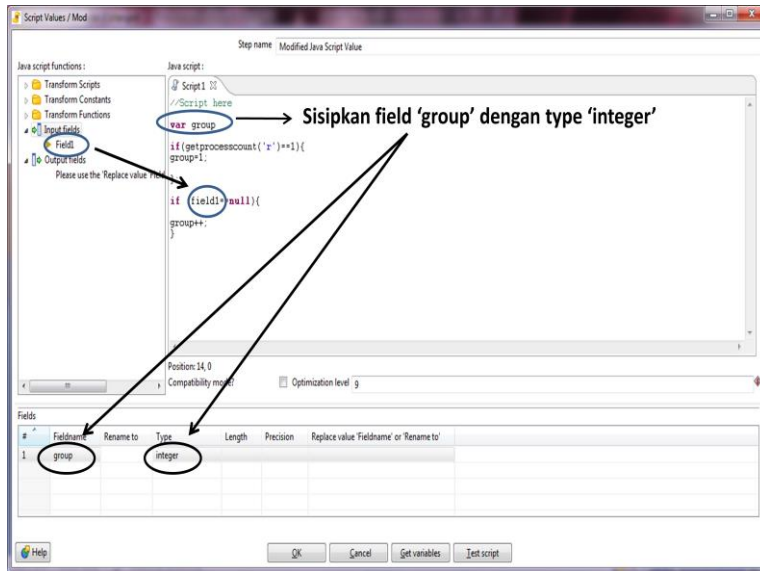 Script Values / Mod
Step name Modified Java Script Value
Java script functions :
Transform Scripts
Transform Constants
Transform Functions
Input fields
Field1
Output fields
Please use the 'Replace value 'Field
Java script :
Script 1
//Script here
var group
if(getprocesscount('r')==1){
group=1;
}
if (field1==null){
group++;
}
Sisipkan field 'group' dengan type 'integer'
Position: 14, 0
Compatibility mode? Optimization level 9
Fields
# Fieldname Rename to Type Length Precision Replace value 'Fieldname' or 'Rename to'
1 group integer
Help OK Cancel Get variables Test script